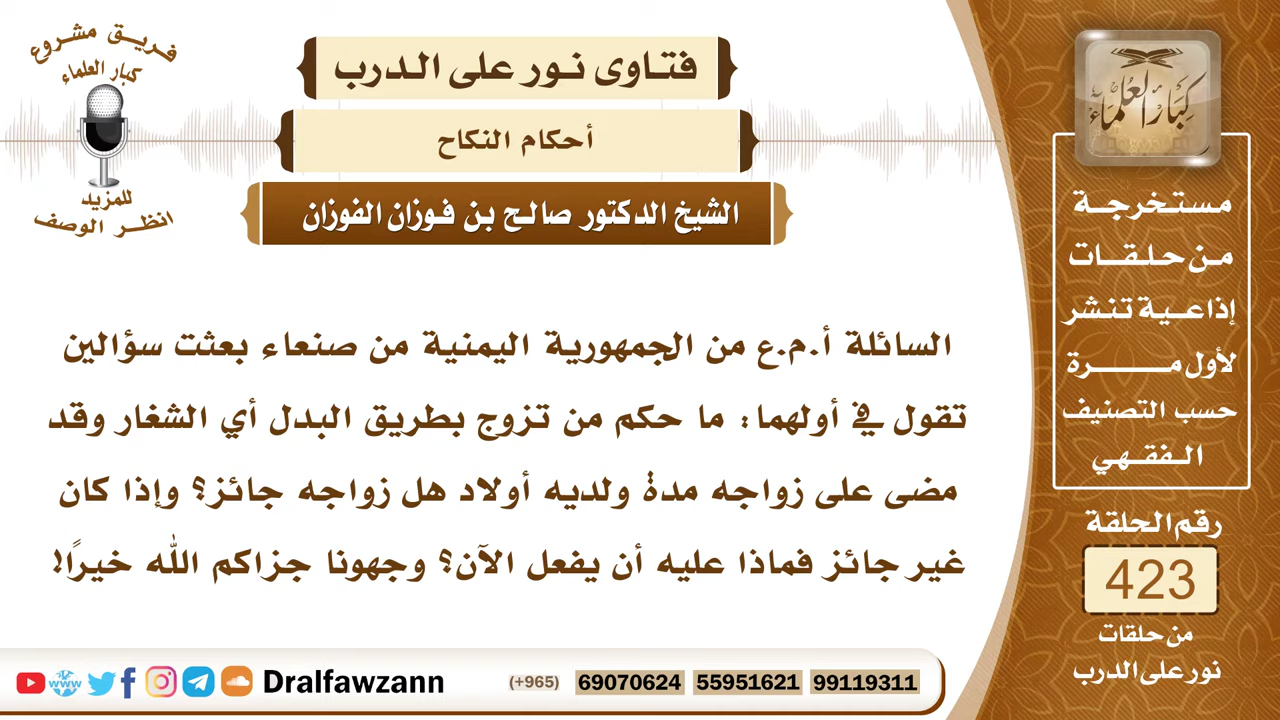 فريق مشروع
كبار العلماء
للمزيد
انظر الوصف
فتاوى نور على الدرب
أحكام النكاح
الشيخ الدكتور صالح بن فوزان الفوزان
السائلة أ.م.ع من الجمهورية اليمنية من صنعاء بعثت سؤالين
تقول في أولهما: ما حكم من تزوج بطريق البدل أي الشغار وقد
مضى على زواجه مدة ولديه أولاد هل زواجه جائز؟ وإذا كان
غير جائز فماذا عليه أن يفعل الآن؟ وجهونا جزاكم الله خيرًا!
كبار العلماء
مستخرجة
من حلقات
إذاعية تنشر
لأول مرة
حسب التصنيف
الفقهي
رقم الحلقة
423
من حلقات
نور على الدرب
www
Dralfawzann
(+965) 69070624 55951621 99119311